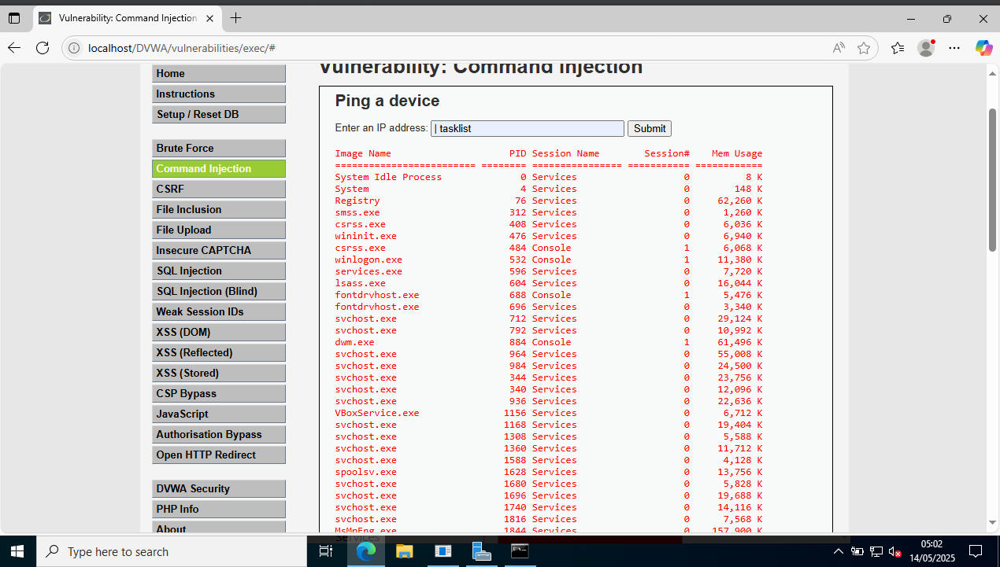 Vulnerability: Command Injection
localhost/DVWA/vulnerabilities/exec/#
Vulnerability: Command Injection
Home
Instructions
Setup / Reset DB
Brute Force
Command Injection
CSRF
File Inclusion
File Upload
Insecure CAPTCHA
SQL Injection
SQL Injection (Blind)
Weak Session IDs
XSS (DOM)
XSS (Reflected)
XSS (Stored)
CSP Bypass
JavaScript
Authorisation Bypass
Open HTTP Redirect
DVWA Security
PHP Info
About
Ping a device
Enter an IP address: | tasklist Submit
Image Name PID Session Name Session# Mem Usage
========================= ======== ================ =========== ============
System Idle Process 0 Services 0 8 K
System 4 Services 0 148 K
Registry 76 Services 0 62,260 K
smss.exe 312 Services 0 1,260 K
csrss.exe 408 Services 0 6,036 K
wininit.exe 476 Services 0 6,940 K
csrss.exe 484 Console 1 6,068 K
winlogon.exe 532 Console 1 11,380 K
services.exe 596 Services 0 7,720 K
lsass.exe 604 Services 0 16,044 K
fontdrvhost.exe 688 Console 1 5,476 K
fontdrvhost.exe 696 Services 0 3,340 K
svchost.exe 712 Services 0 29,124 K
svchost.exe 792 Services 0 10,992 K
dwm.exe 884 Console 1 61,496 K
svchost.exe 964 Services 0 55,008 K
svchost.exe 984 Services 0 24,500 K
svchost.exe 344 Services 0 23,756 K
svchost.exe 340 Services 0 12,096 K
svchost.exe 936 Services 0 22,636 K
VBoxService.exe 1156 Services 0 6,712 K
svchost.exe 1168 Services 0 19,404 K
svchost.exe 1308 Services 0 5,588 K
svchost.exe 1360 Services 0 11,712 K
svchost.exe 1588 Services 0 4,128 K
spoolsv.exe 1628 Services 0 13,756 K
svchost.exe 1680 Services 0 5,828 K
svchost.exe 1696 Services 0 19,688 K
svchost.exe 1740 Services 0 14,116 K
svchost.exe 1816 Services 0 7,568 K
MsMpEng.exe 1844 Services 0 157,900 K
Services
Type here to search
05:02
14/05/2025